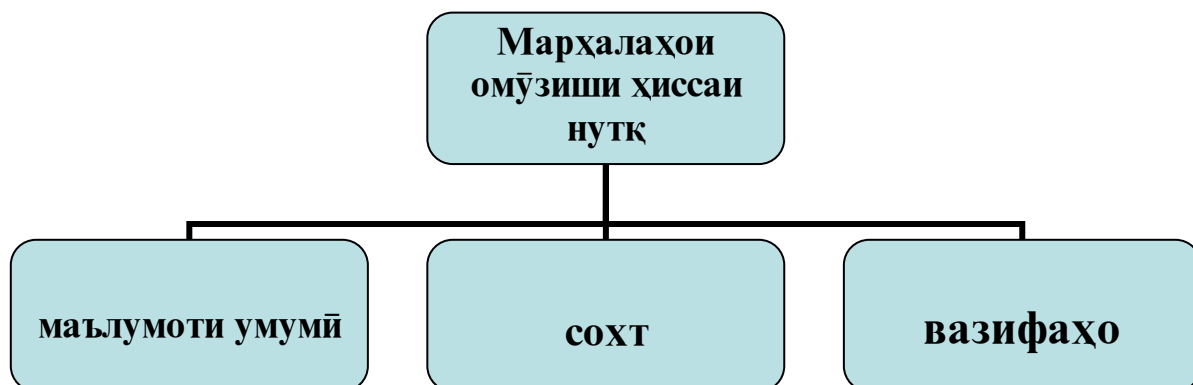 Марҳалаҳои
омӯзиши ҳиссаи
нутқ
маълумоти умумӣ
сохт
вазифаҳо